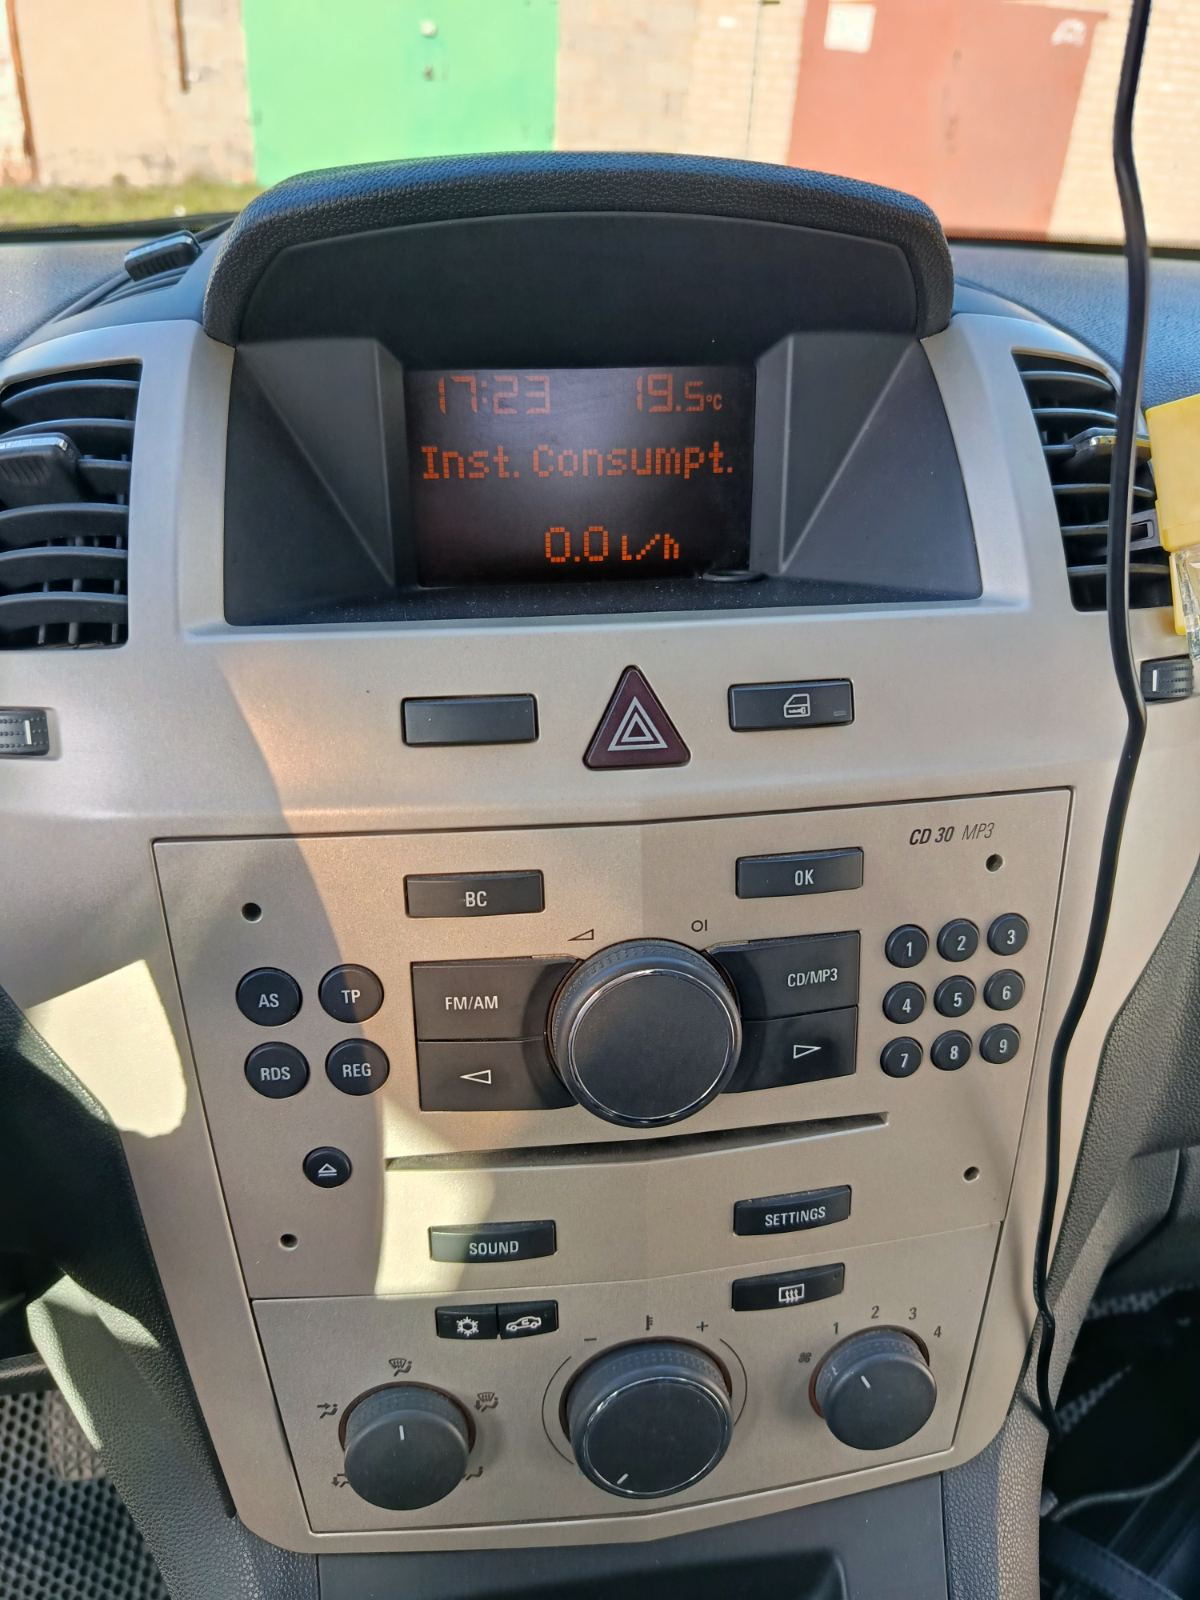 17:23 19.5°C
Inst. Consumpt.
0.0 l/h
CD 30 MP3
BC OK
FM/AM CD/MP3
AS TP
RDS REG
1 2 3
4 5 6
7 8 9
SOUND SETTINGS
- +
1 2 3 4